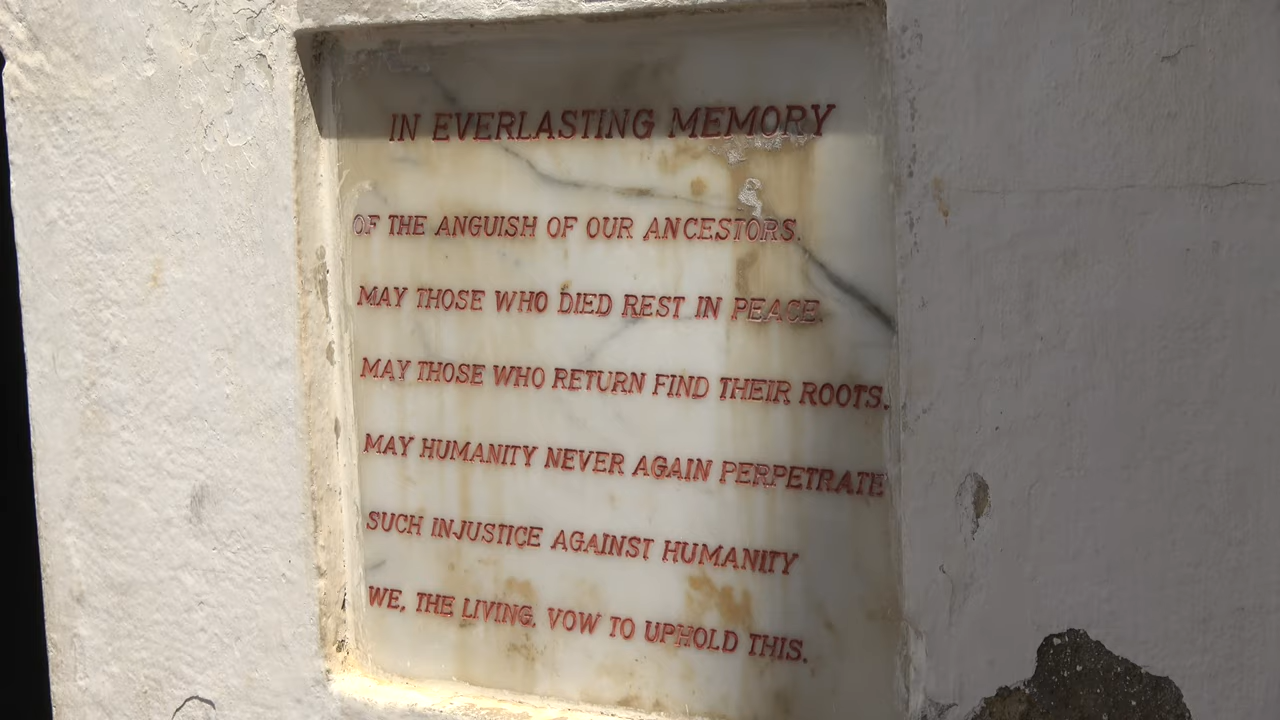 IN EVERLASTING MEMORY
OF THE ANGUISH OF OUR ANCESTORS.
MAY THOSE WHO DIED REST IN PEACE.
MAY THOSE WHO RETURN FIND THEIR ROOTS.
MAY HUMANITY NEVER AGAIN PERPETRATE
SUCH INJUSTICE AGAINST HUMANITY
WE, THE LIVING, VOW TO UPHOLD THIS.